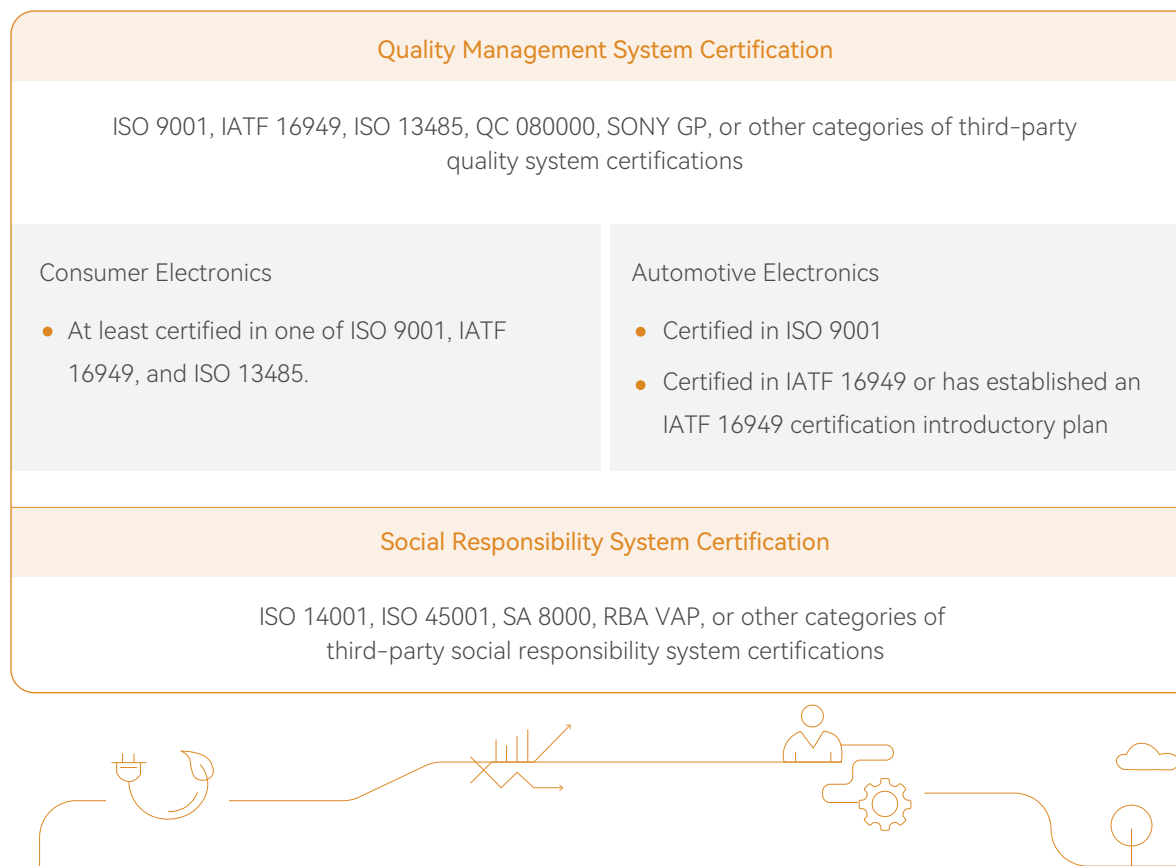 Quality Management System Certification
ISO 9001, IATF 16949, ISO 13485, QC 080000, SONY GP, or other categories of third-party
quality system certifications
Consumer Electronics
At least certified in one of ISO 9001, IATF
16949, and ISO 13485.
Automotive Electronics
Certified in ISO 9001
Certified in IATF 16949 or has established an
IATF 16949 certification introductory plan
Social Responsibility System Certification
ISO 14001, ISO 45001, SA 8000, RBA VAP, or other categories of
third-party social responsibility system certifications